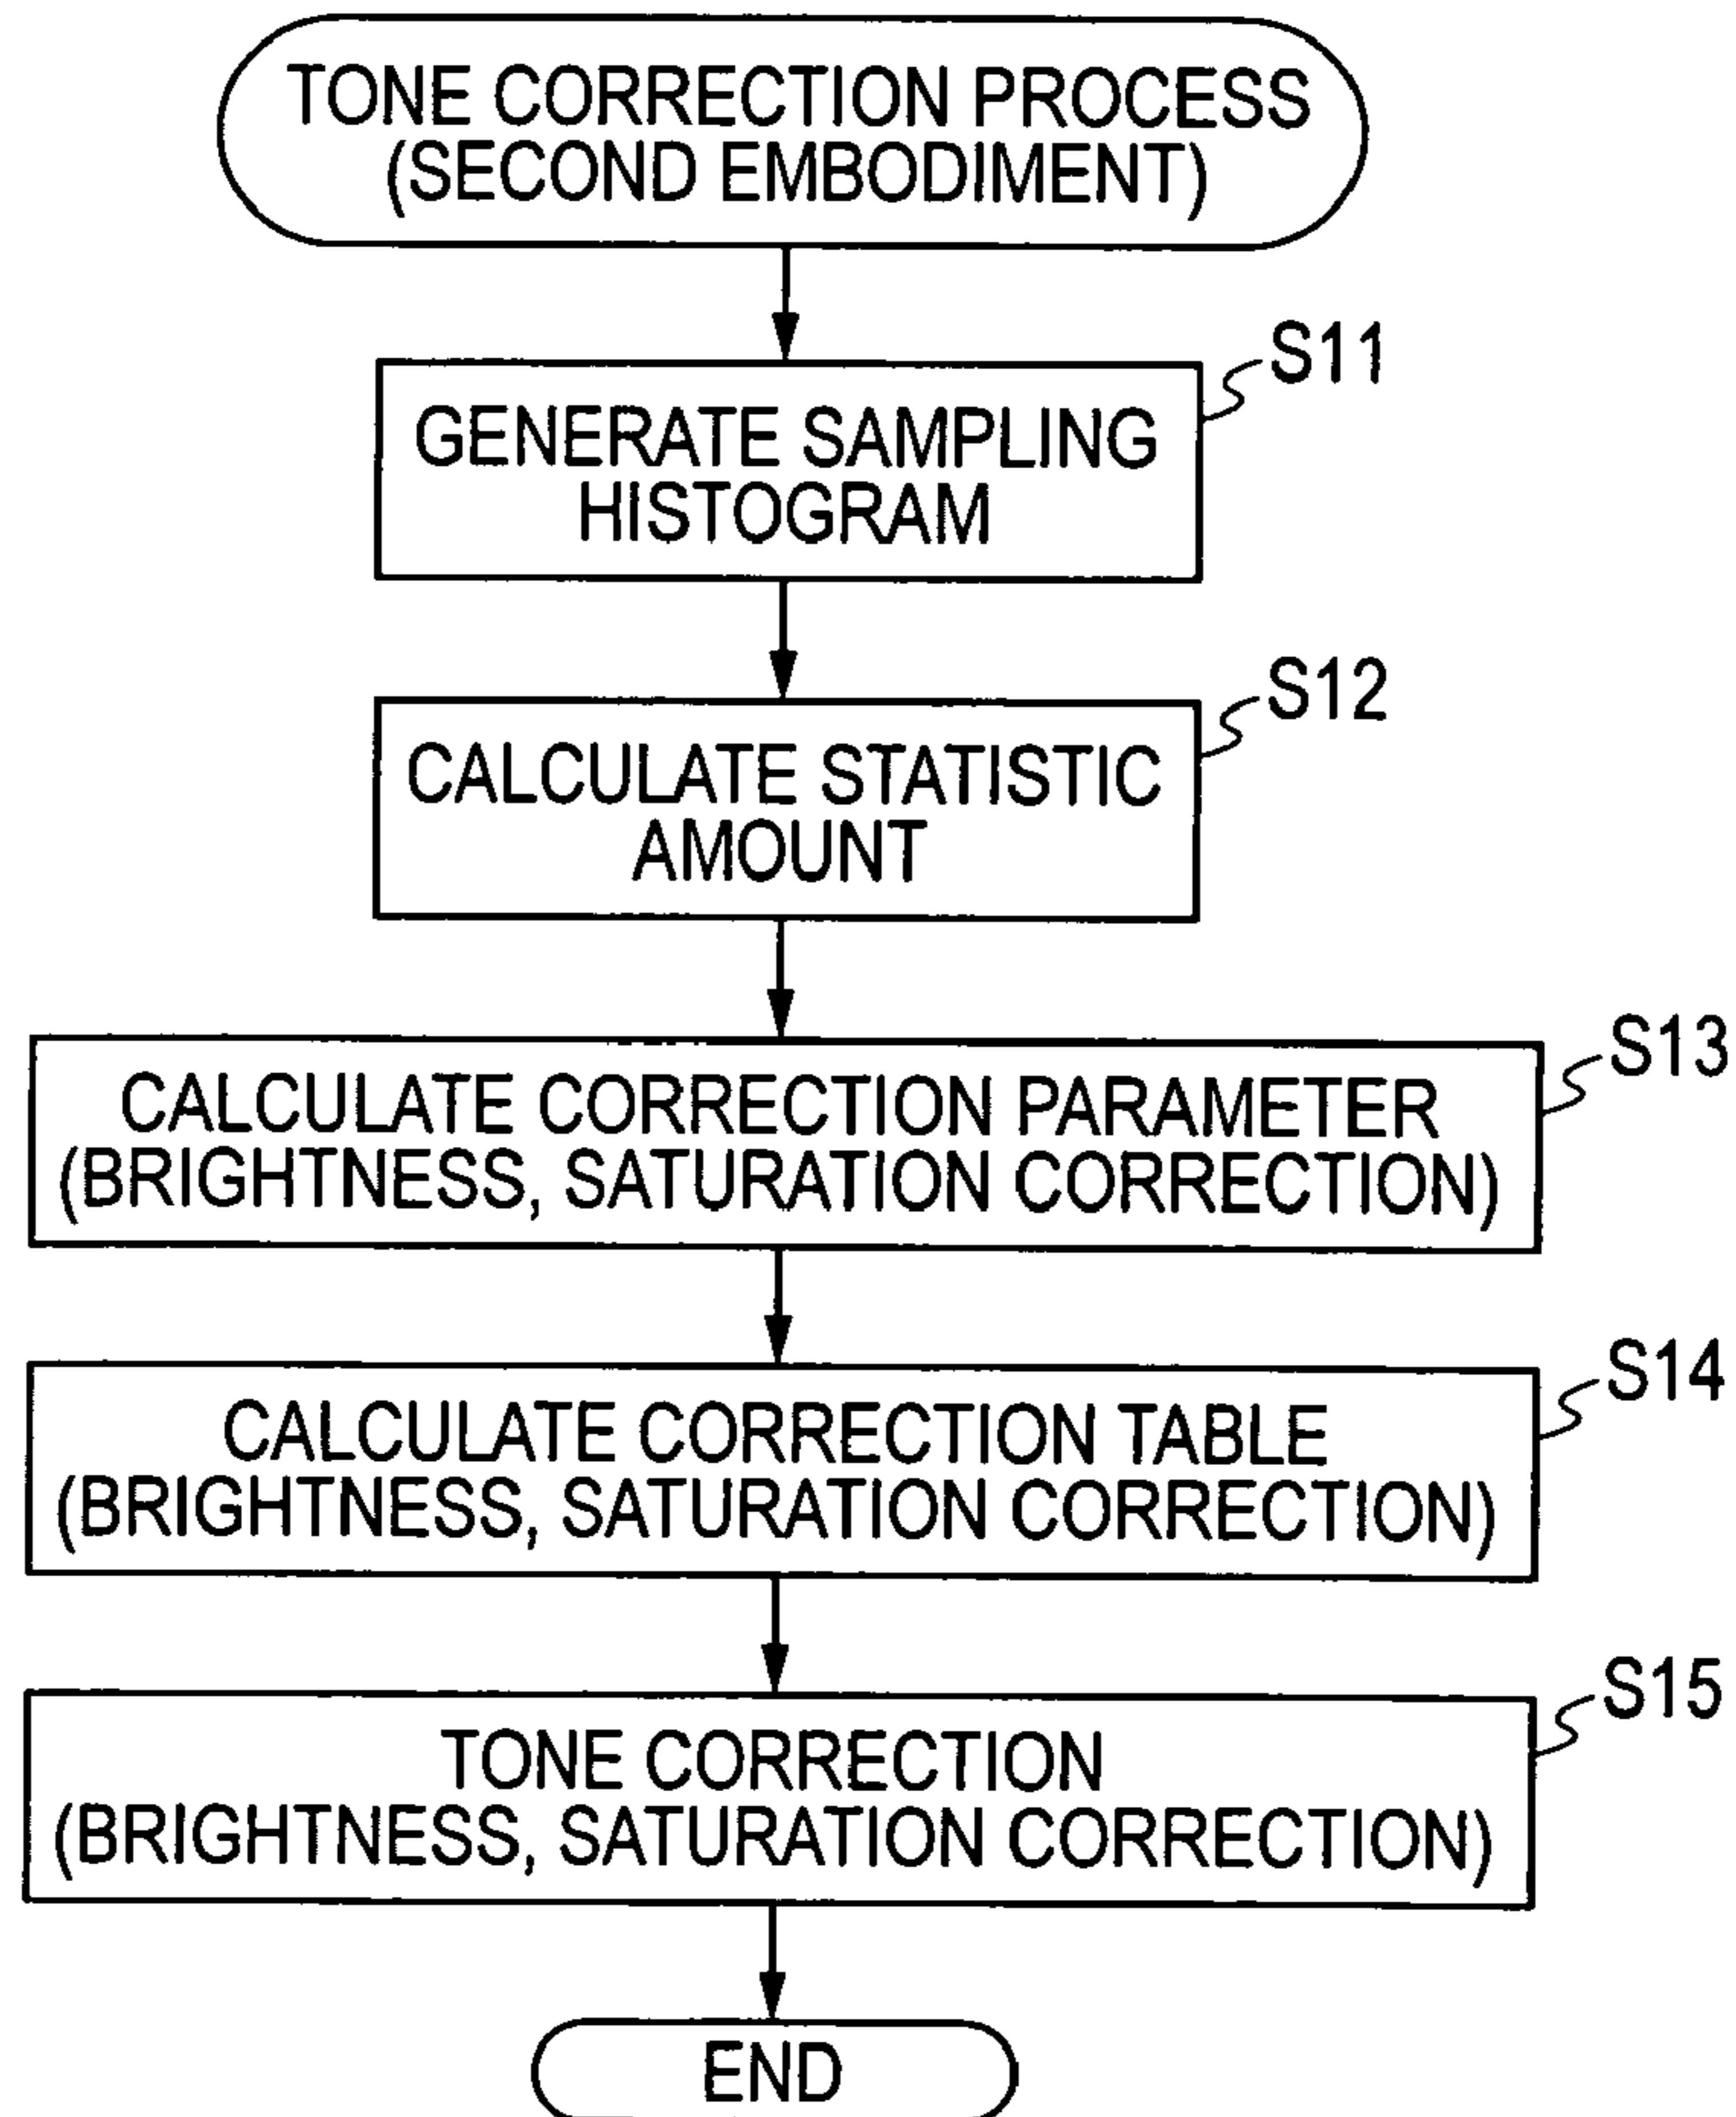 TONE CORRECTION PROCESS
(SECOND EMBODIMENT)
S11
GENERATE SAMPLING
HISTOGRAM
S12
CALCULATE STATISTIC
AMOUNT
S13
CALCULATE CORRECTION PARAMETER
(BRIGHTNESS, SATURATION CORRECTION)
S14
CALCULATE CORRECTION TABLE
(BRIGHTNESS, SATURATION CORRECTION)
S15
TONE CORRECTION
(BRIGHTNESS, SATURATION CORRECTION)
END